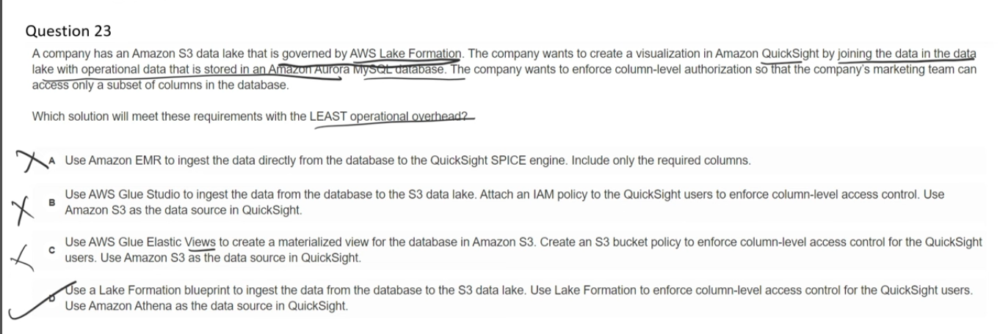 Question 23
A company has an Amazon S3 data lake that is governed by AWS Lake Formation. The company wants to create a visualization in Amazon QuickSight by joining the data in the data
lake with operational data that is stored in an Amazon Aurora MySQL database. The company wants to enforce column-level authorization so that the company's marketing team can
access only a subset of columns in the database.
Which solution will meet these requirements with the LEAST operational overhead?
A Use Amazon EMR to ingest the data directly from the database to the QuickSight SPICE engine. Include only the required columns.
B Use AWS Glue Studio to ingest the data from the database to the S3 data lake. Attach an IAM policy to the QuickSight users to enforce column-level access control. Use
Amazon S3 as the data source in QuickSight.
C Use AWS Glue Elastic Views to create a materialized view for the database in Amazon S3. Create an S3 bucket policy to enforce column-level access control for the QuickSight
users. Use Amazon S3 as the data source in QuickSight.
D Use a Lake Formation blueprint to ingest the data from the database to the S3 data lake. Use Lake Formation to enforce column-level access control for the QuickSight users.
Use Amazon Athena as the data source in QuickSight.